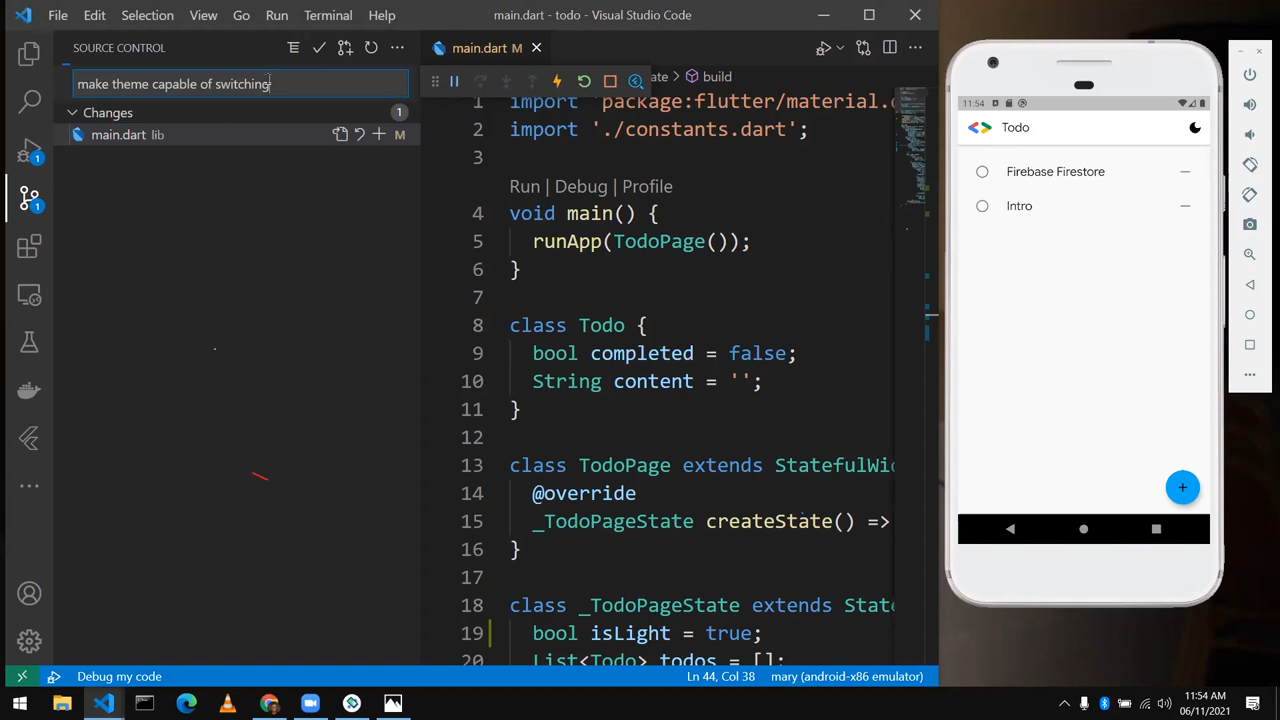 File Edit Selection View Go Run Terminal Help
main.dart - todo - Visual Studio Code
SOURCE CONTROL
make theme capable of switching
Changes 1
main.dart lib M
1
1
main.dart M
build
1 import 'package:flutter/material.
2 import './constants.dart';
3
Run | Debug | Profile
4 void main() {
5 runApp(TodoPage());
6 }
7
8 class Todo {
9 bool completed = false;
10 String content = '';
11 }
12
13 class TodoPage extends StatefulWi
14 @override
15 _TodoPageState createState() =>
16 }
17
18 class _TodoPageState extends State
19 bool isLight = true;
20 List<Todo> todos = [];
Debug my code
Ln 44, Col 38
mary (android-x86 emulator)
11:54
Todo
Firebase Firestore
Intro
11:54 AM
06/11/2021